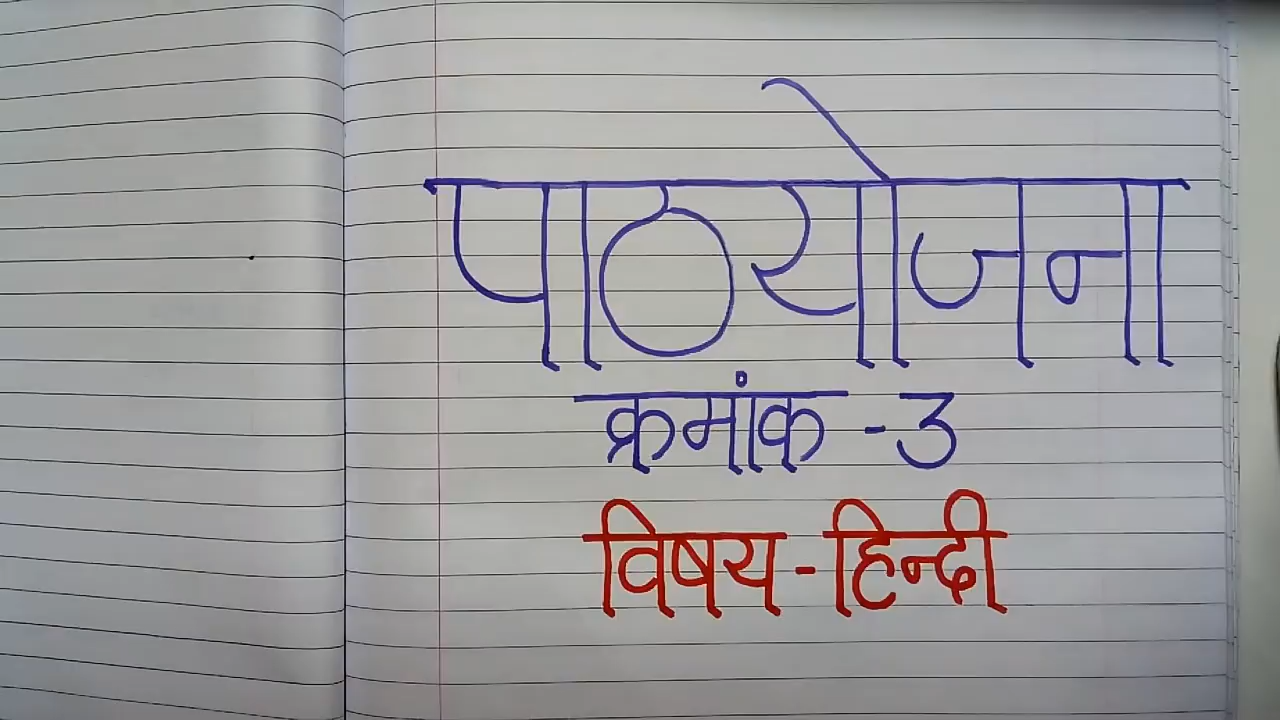 पाठयोजना
क्रमांक - 3
विषय - हिन्दी